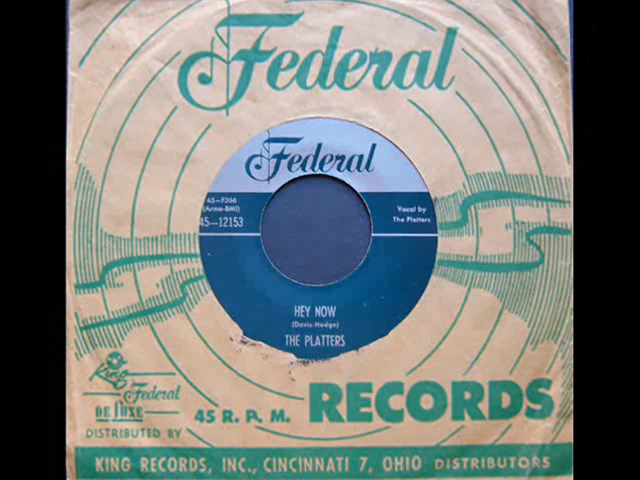 Federal
Federal
45—F366
(Armo-BMI)
45-12153
Vocal by
The Platters
HEY NOW
(Davis-Hodge)
THE PLATTERS
King
Federal
DE LUXE
DISTRIBUTED BY
45 R. P. M. RECORDS
KING RECORDS, INC., CINCINNATI 7, OHIO DISTRIBUTORS